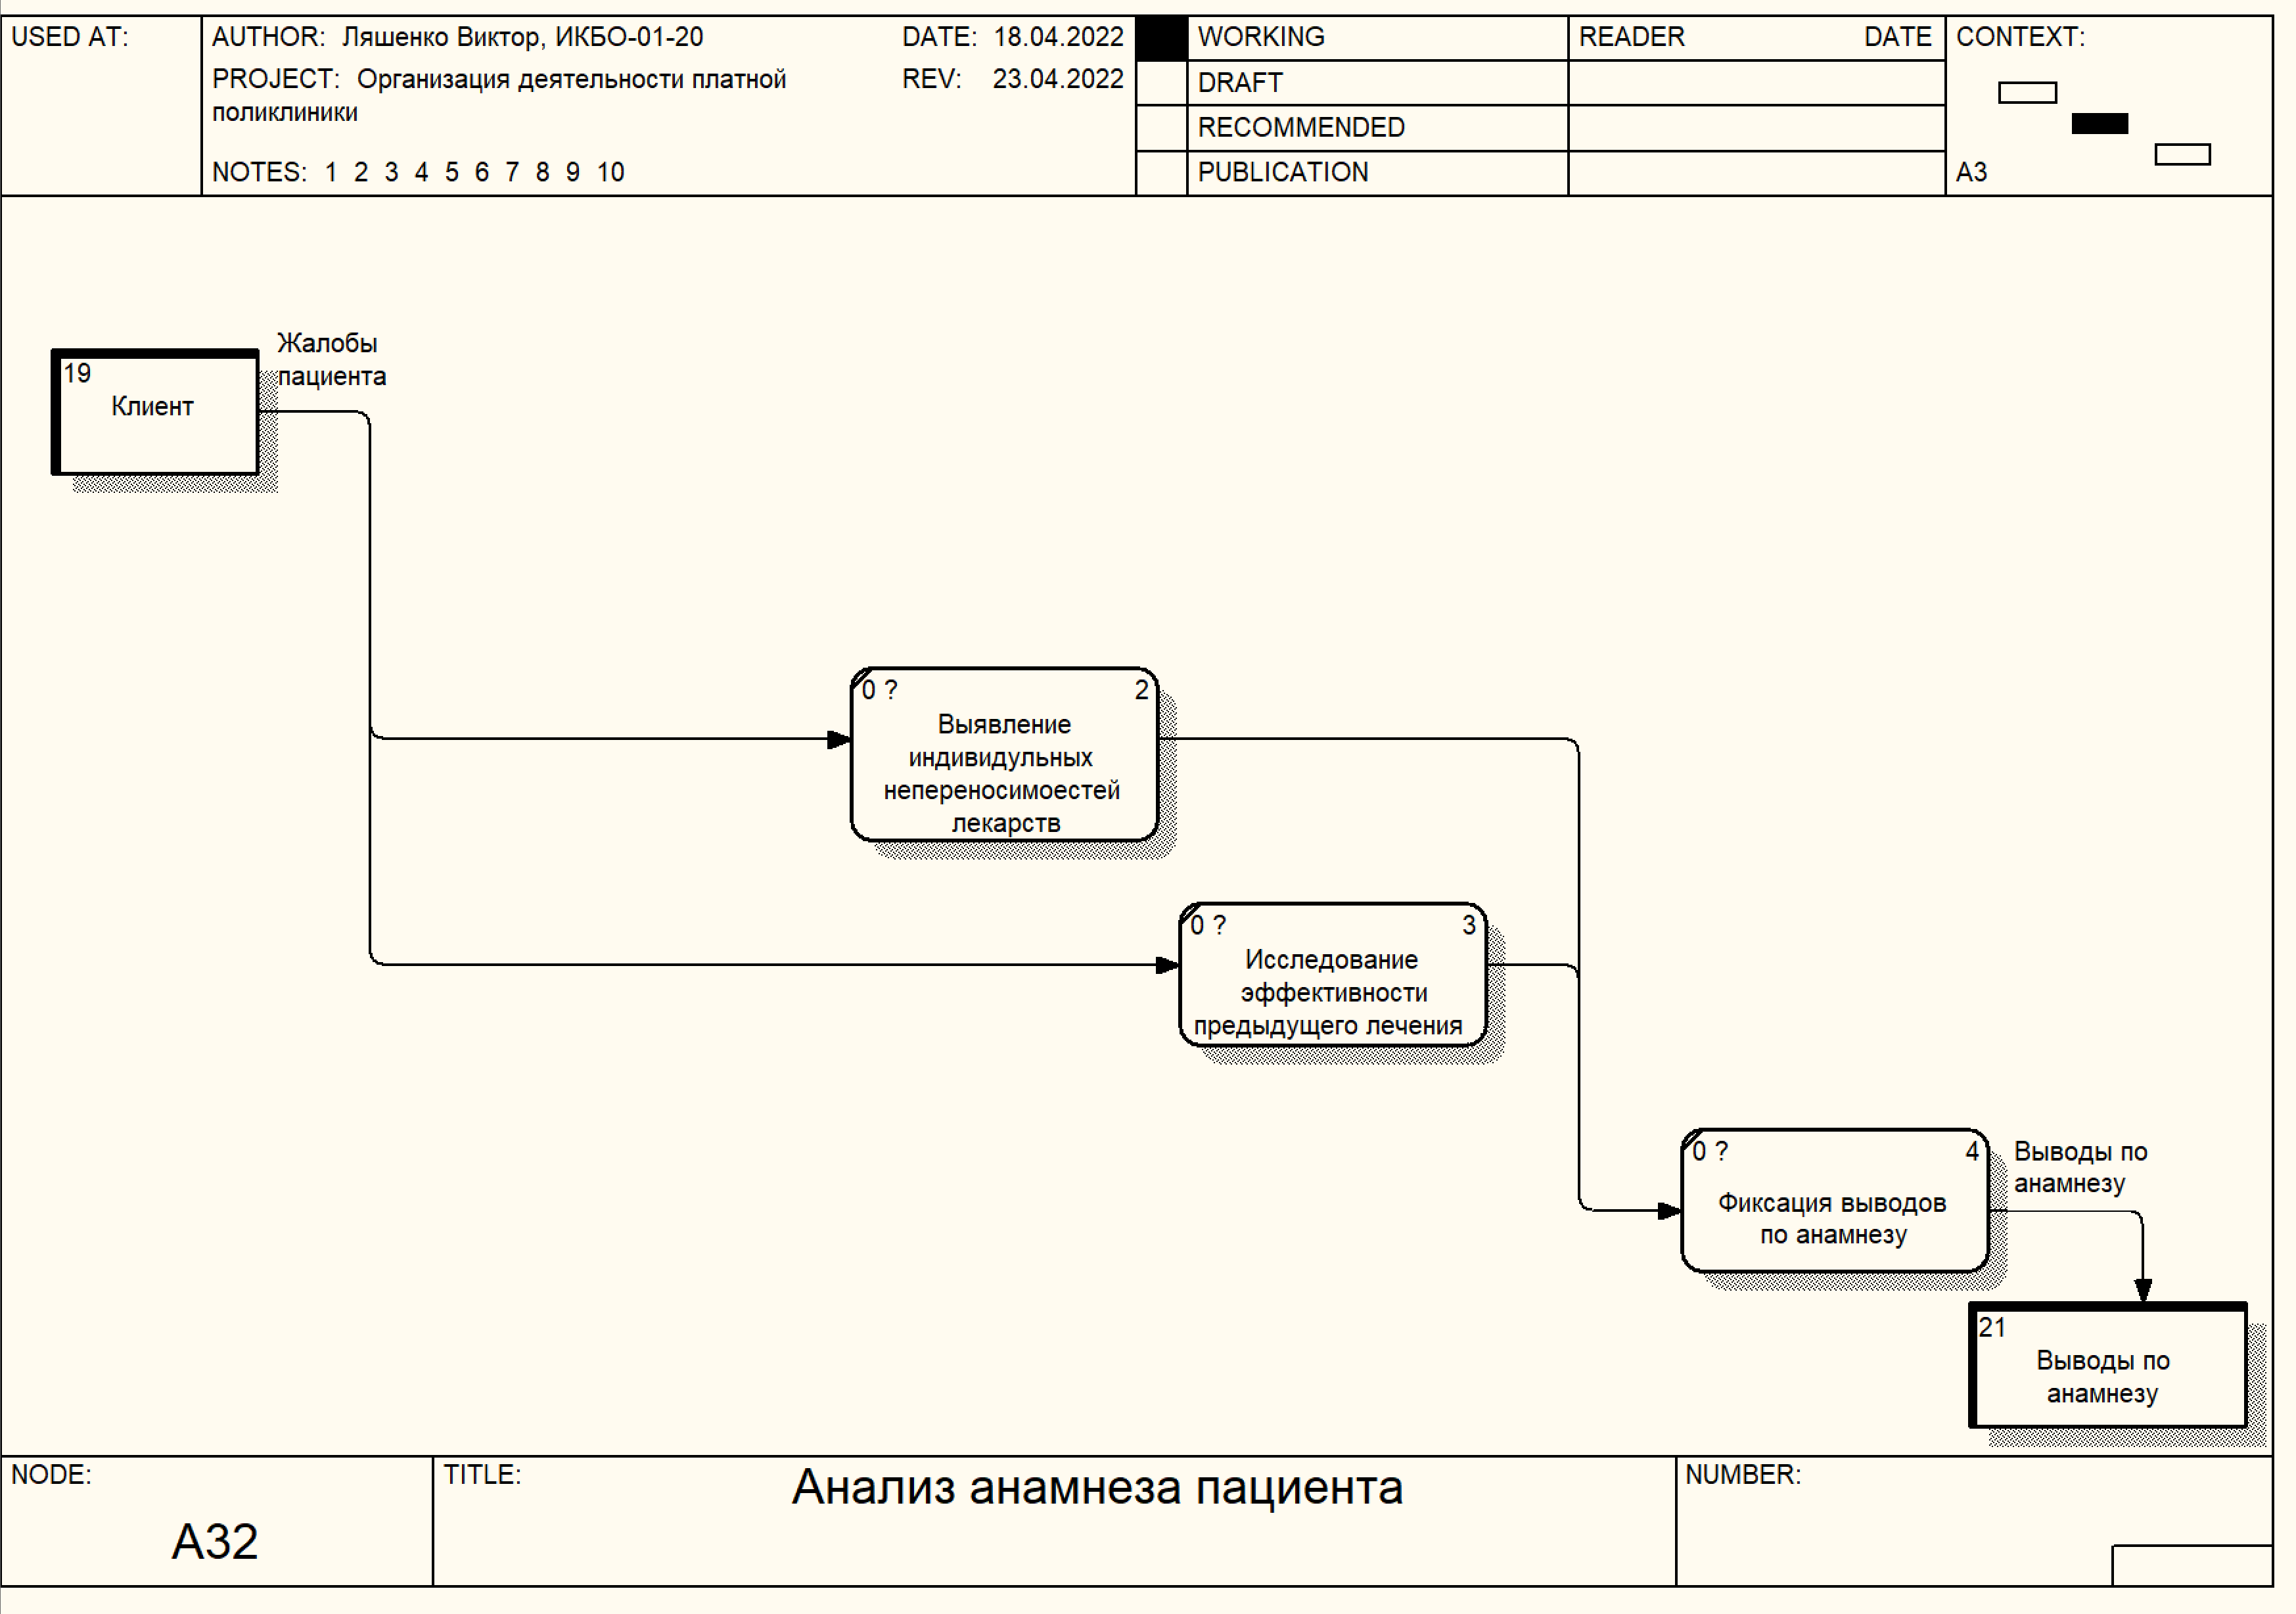 USED AT:
AUTHOR: Ляшенко Виктор, ИКБО-01-20
DATE: 18.04.2022
PROJECT: Организация деятельности платной
поликлиники
REV: 23.04.2022
NOTES: 1 2 3 4 5 6 7 8 9 10
WORKING
DRAFT
RECOMMENDED
PUBLICATION
READER DATE
CONTEXT:
A3
19
Клиент
Жалобы
пациента
0 ? 2
Выявление
индивидульных
непереносимоестей
лекарств
0 ? 3
Исследование
эффективности
предыдущего лечения
0 ? 4
Фиксация выводов
по анамнезу
Выводы по
анамнезу
21
Выводы по
анамнезу
NODE:
A32
TITLE:
Анализ анамнеза пациента
NUMBER: